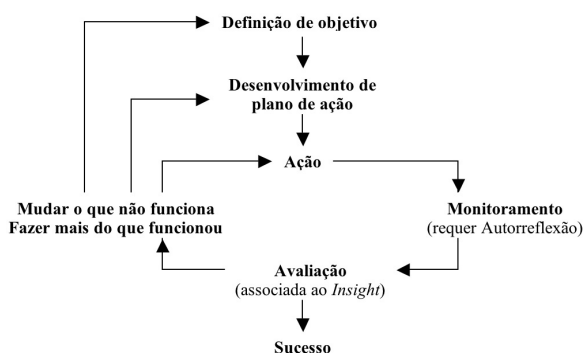 Definição de objetivo
Desenvolvimento de
plano de ação
Ação
Mudar o que não funciona
Fazer mais do que funcionou
Monitoramento
(requer Autorreflexão)
Avaliação
(associada ao Insight)
Sucesso